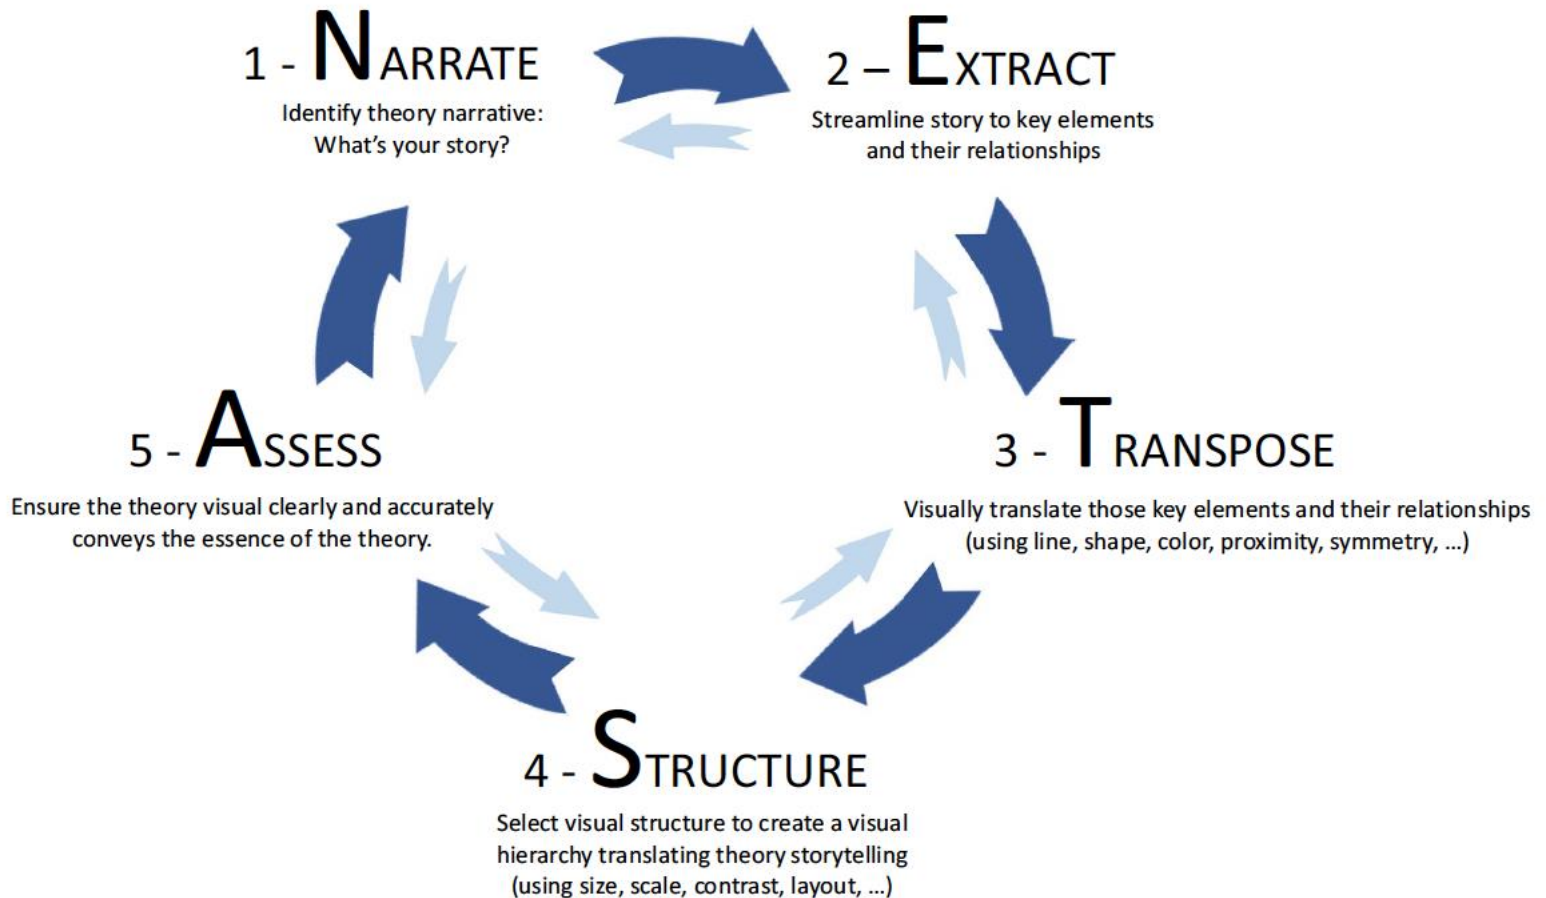 1 - NARRATE
Identify theory narrative:
What's your story?
2 – EXTRACT
Streamline story to key elements
and their relationships
3 - TRANSPOSE
Visually translate those key elements and their relationships
(using line, shape, color, proximity, symmetry, ...)
4 - STRUCTURE
Select visual structure to create a visual
hierarchy translating theory storytelling
(using size, scale, contrast, layout, ...)
5 - ASSESS
Ensure the theory visual clearly and accurately
conveys the essence of the theory.